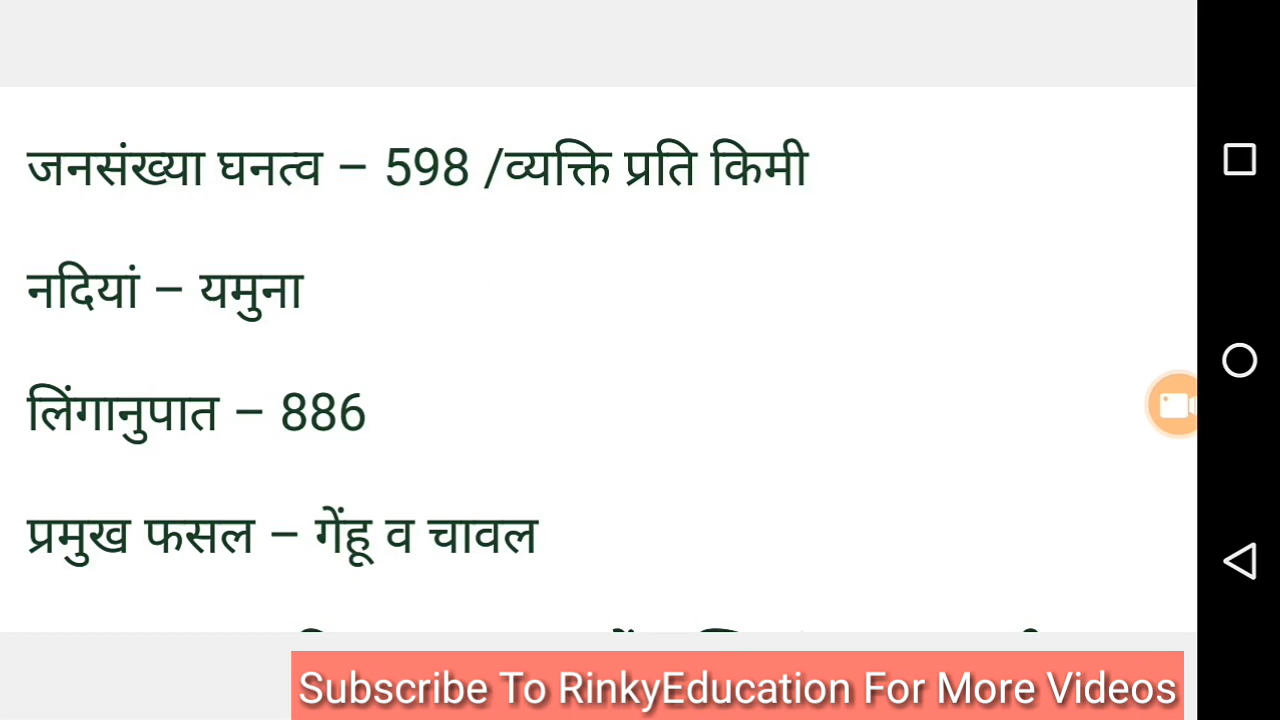 जनसंख्या घनत्व – 598 /व्यक्ति प्रति किमी
नदियां – यमुना
लिंगानुपात – 886
प्रमुख फसल – गेंहू व चावल
Subscribe To RinkyEducation For More Videos